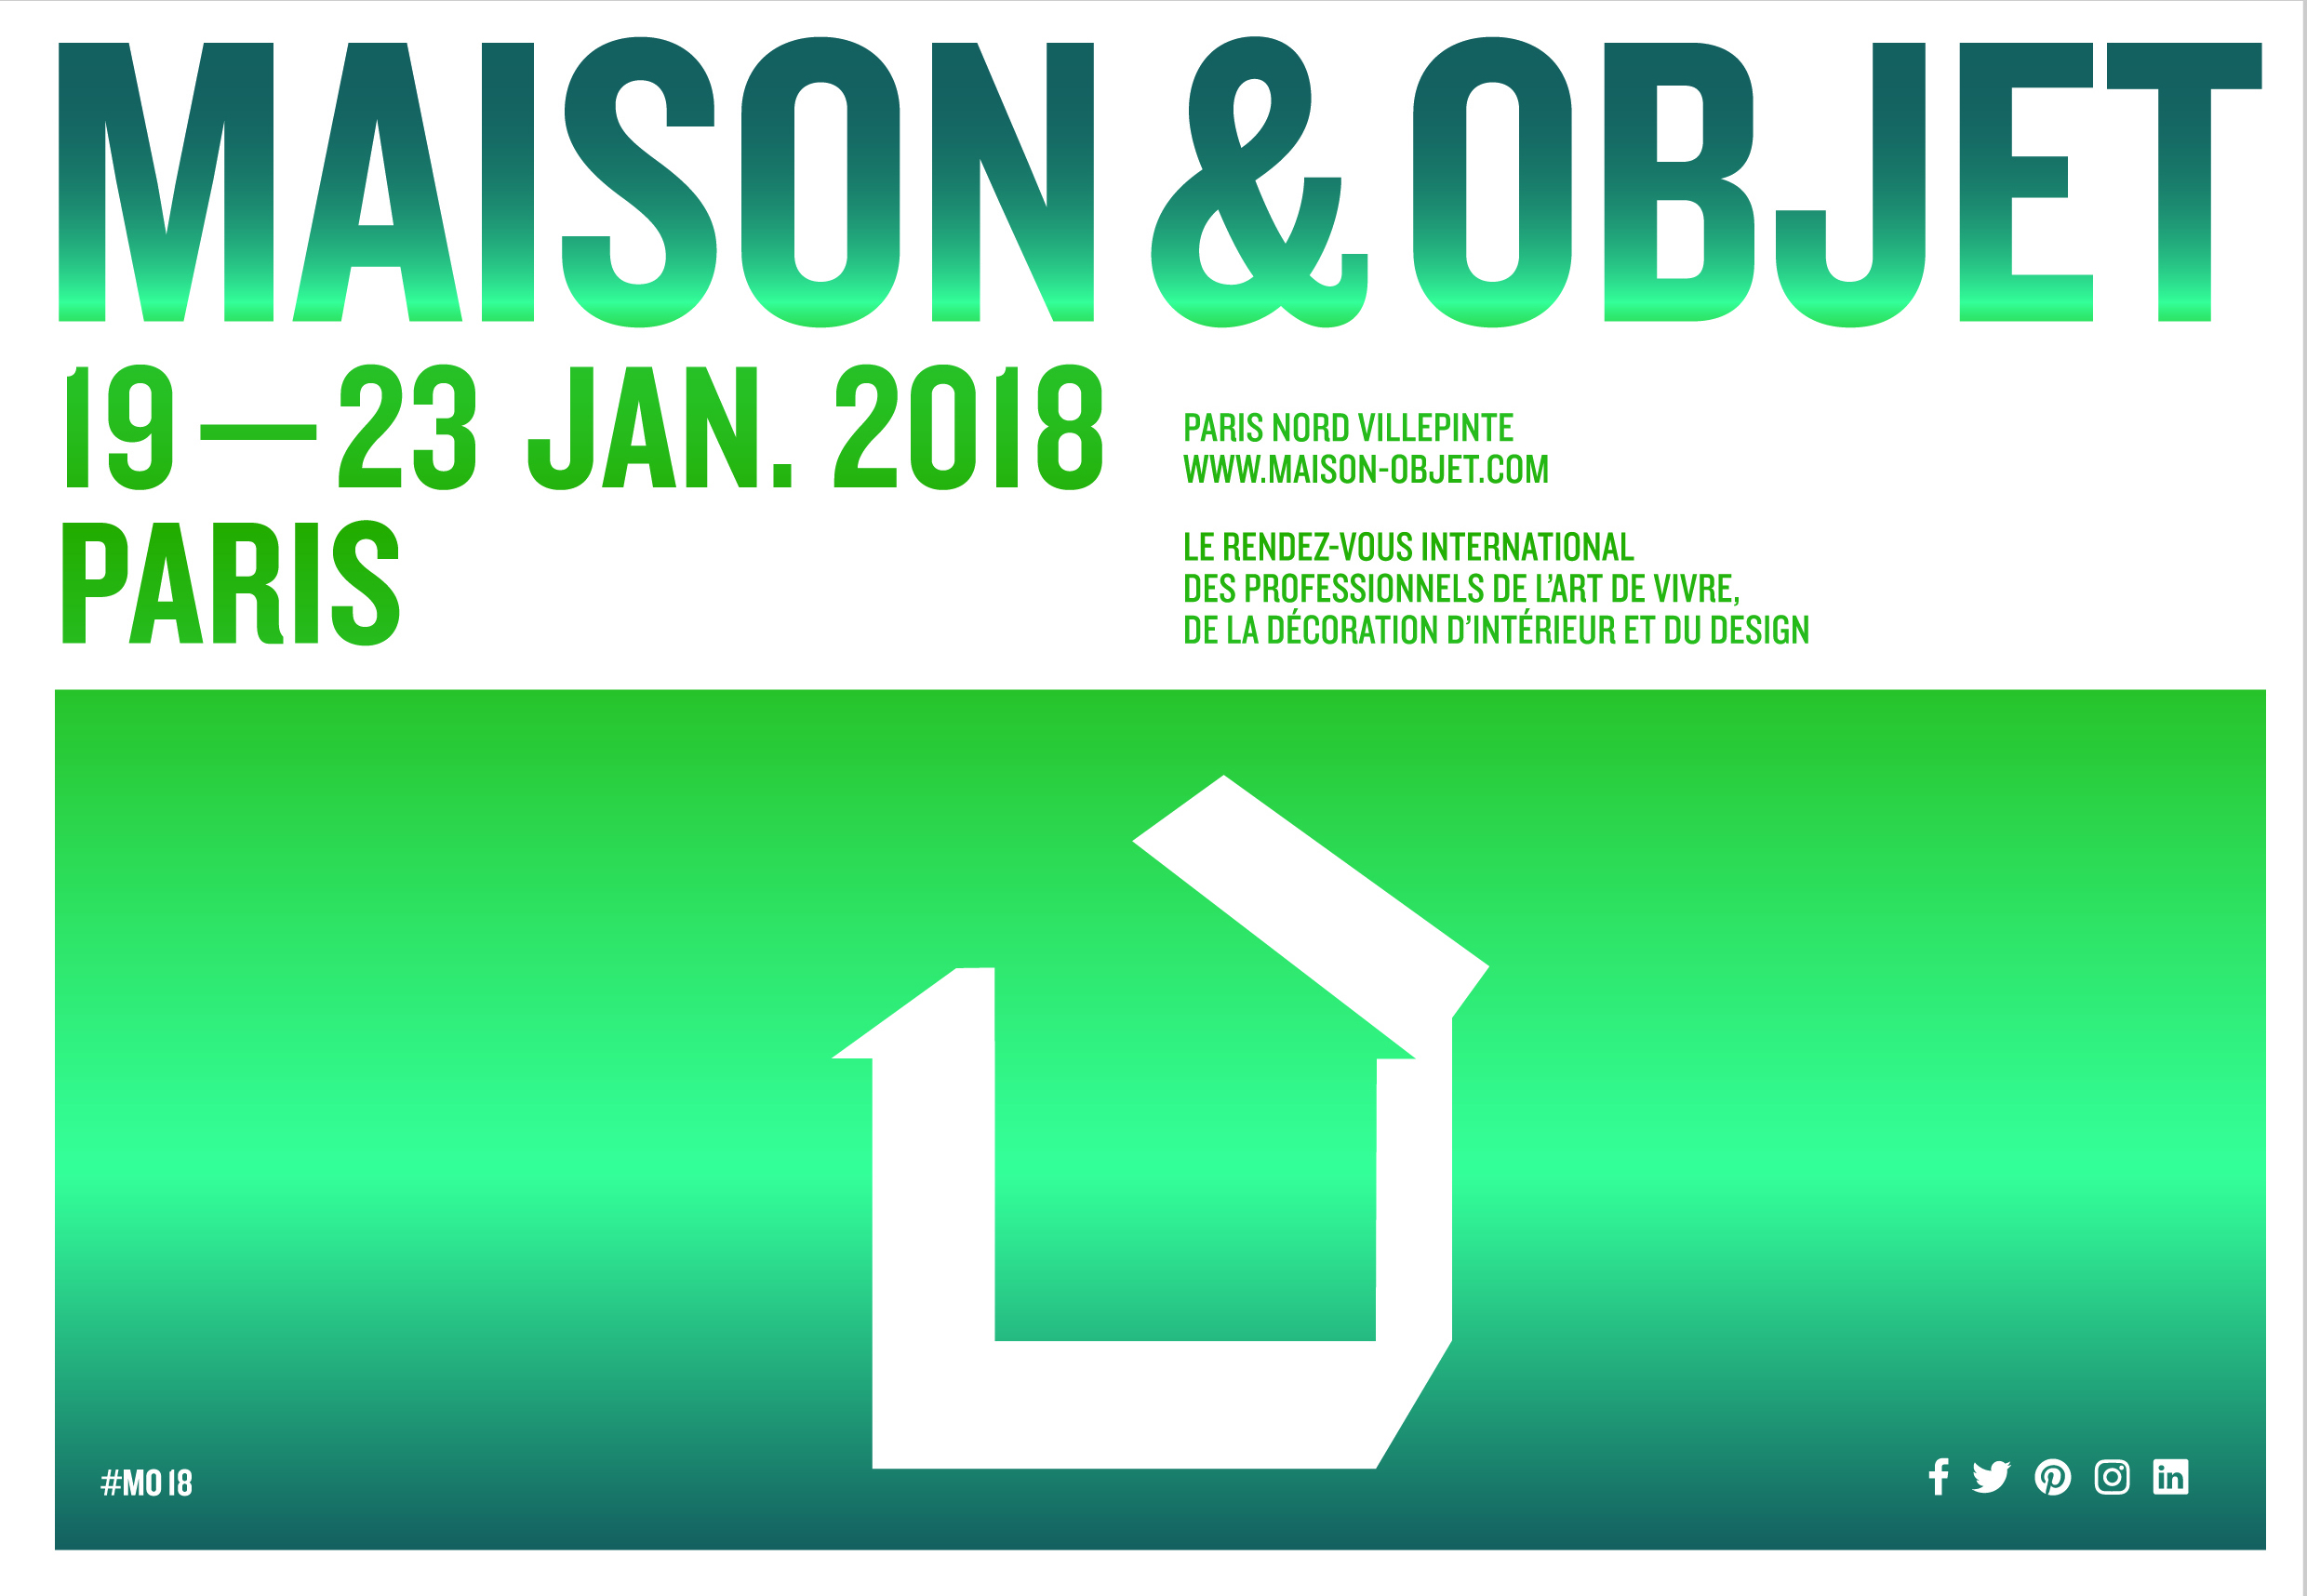 MAISON & OBJET
19—23 JAN. 2018
PARIS
PARIS NORD VILLEPINTE
WWW.MAISON-OBJET.COM
LE RENDEZ-VOUS INTERNATIONAL
DES PROFESSIONNELS DE L'ART DE VIVRE,
DE LA DÉCORATION D'INTÉRIEUR ET DU DESIGN
#MO18